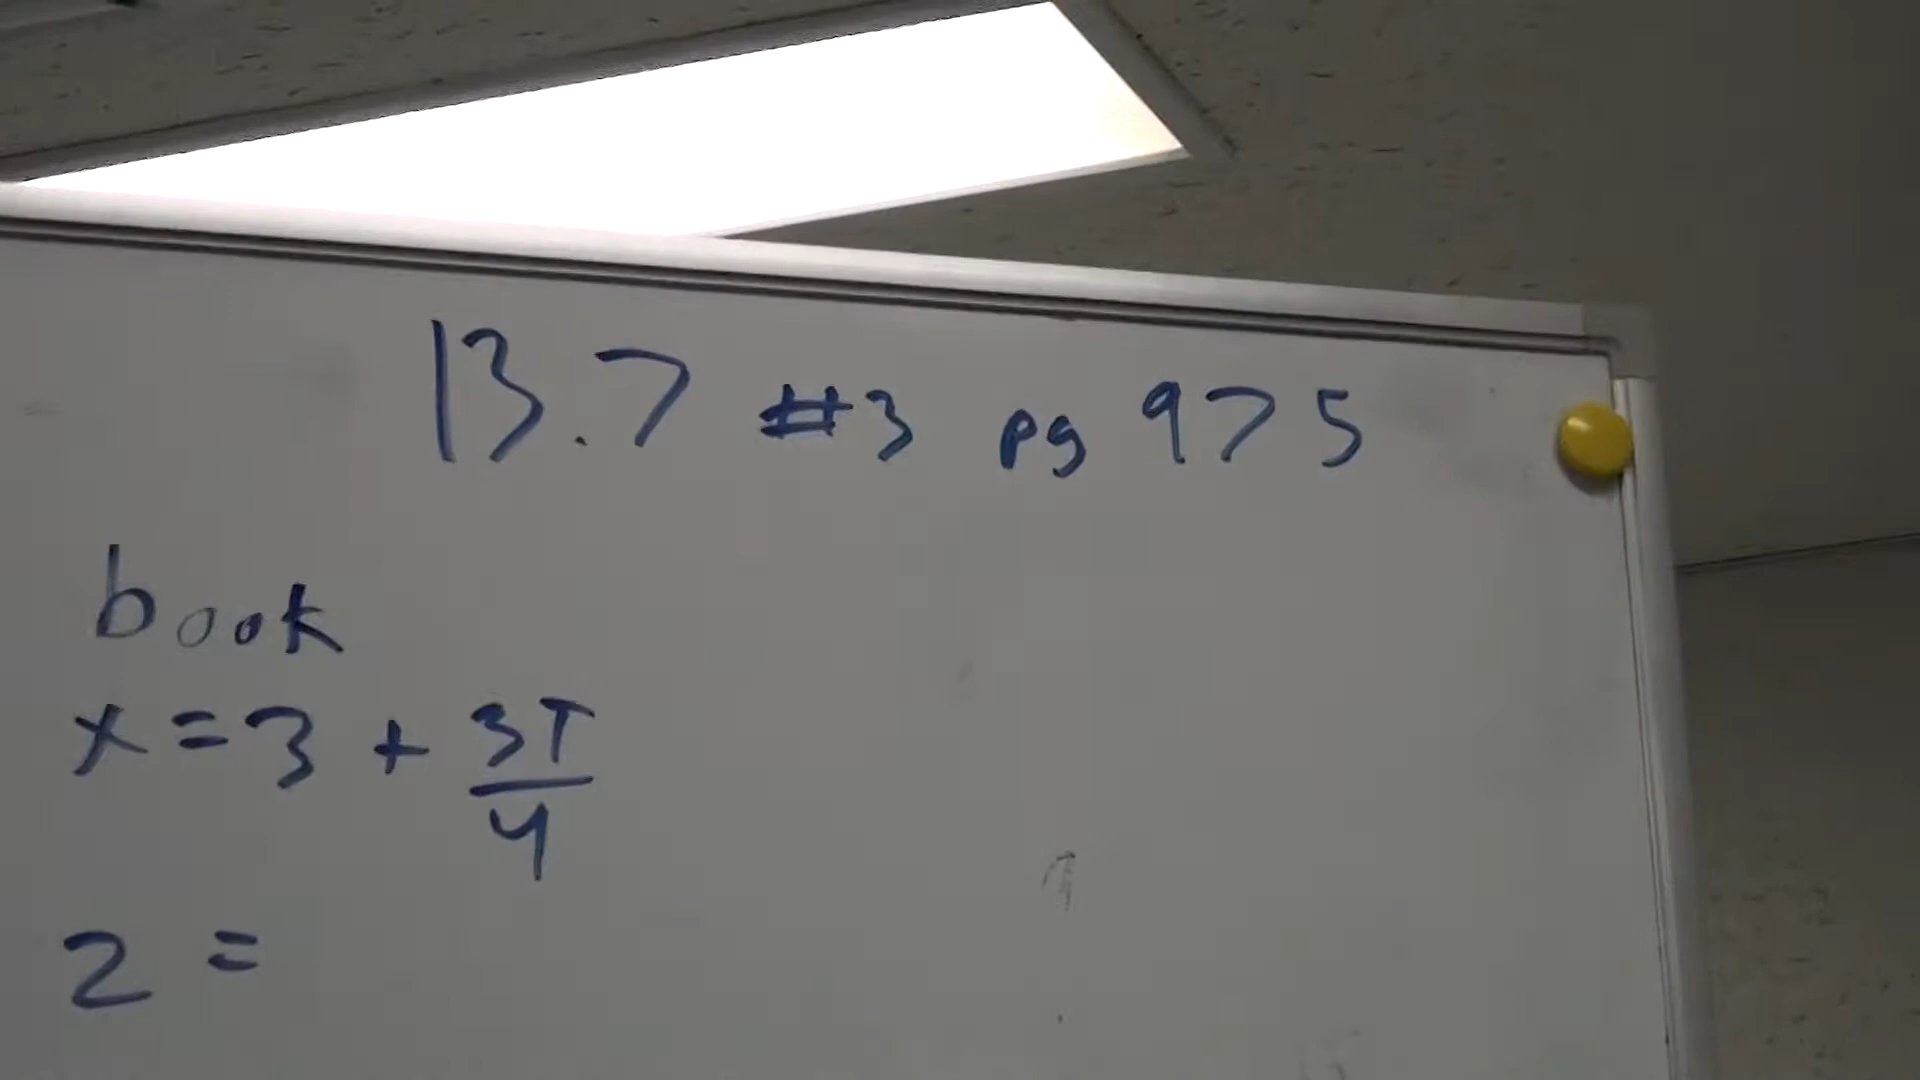 13.7 #3 pg 975
book
x = 3 + 3T/4
z =